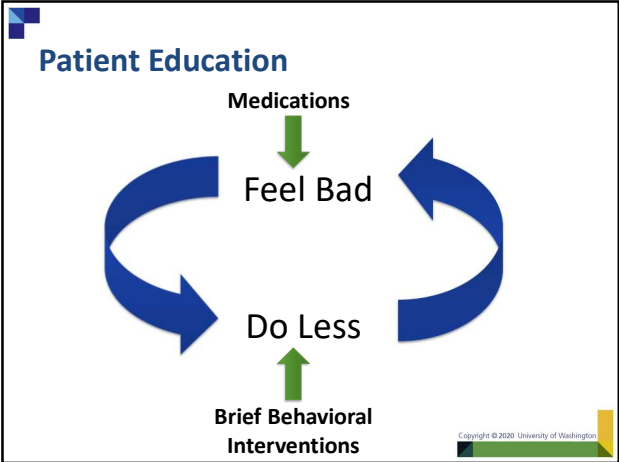 Patient Education
Medications
Feel Bad
Do Less
Brief Behavioral
Interventions
Copyright © 2020 University of Washington